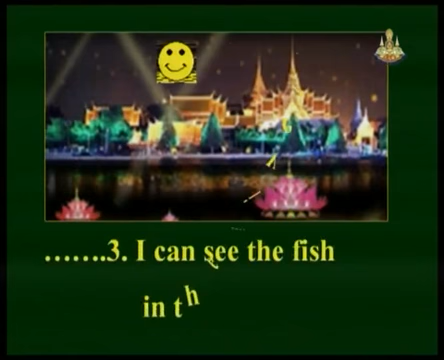 .......3. I can see the fish
in th